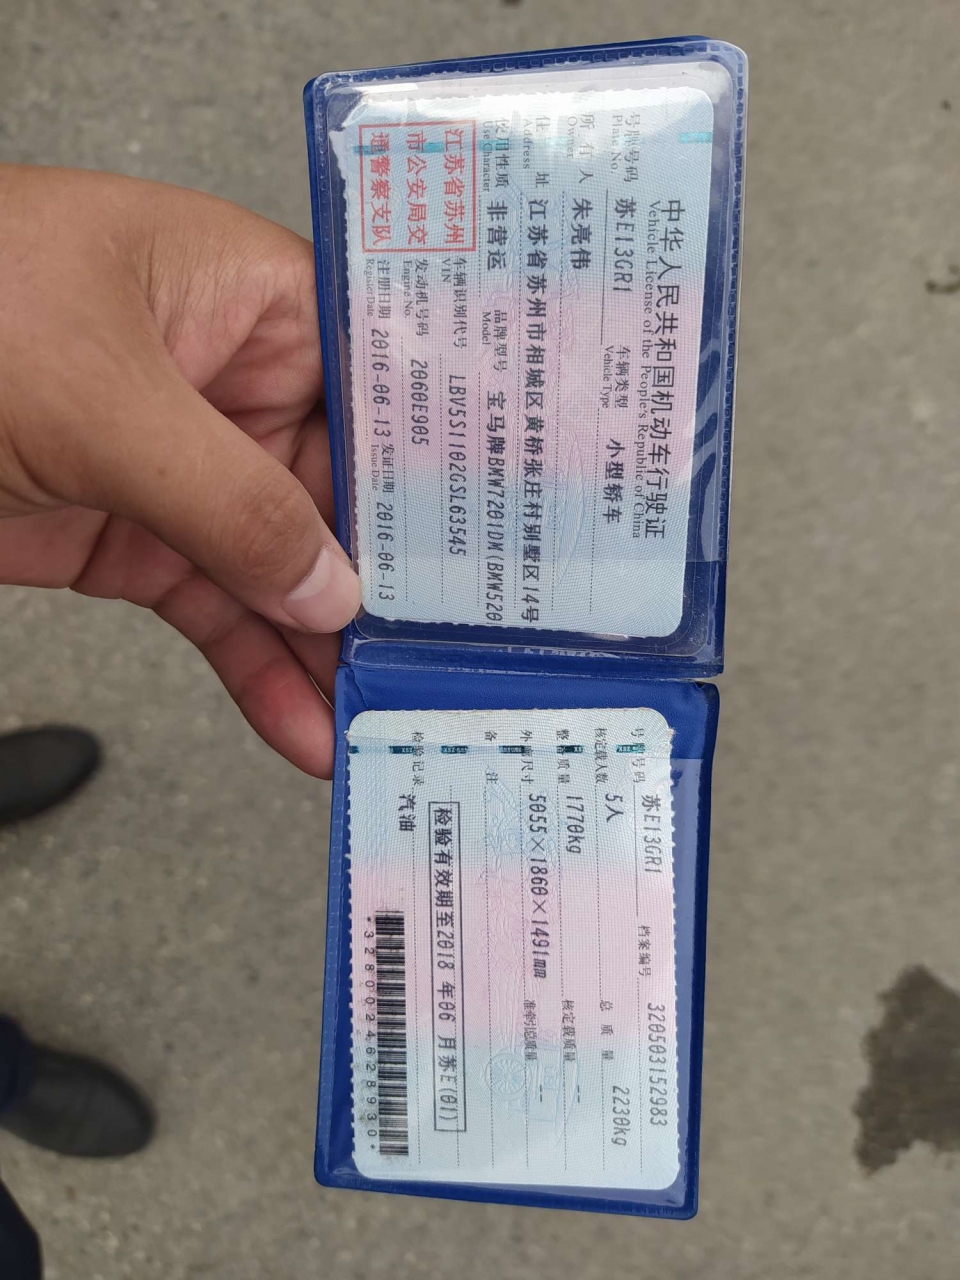 中华人民共和国机动车行驶证
Vehicle License of the People's Republic of China
号牌号码 苏E13GR1 车辆类型 小型轿车
Plate No. Vehicle Type
所有人 朱亮伟
Owner
住址 江苏省苏州市相城区黄桥张庄村别墅区14号
Address
使用性质 非营运 品牌型号 宝马牌BMW7201DM(BMW520
Use Character Model
江苏省苏州
市公安局交
通警察支队
车辆识别代号 LBV5S1102GSL63545
VIN
发动机号码 2060E905
Engine No.
注册日期 2016-06-13 发证日期 2016-06-13
Register Date Issue Date
号牌号码 苏E13GR1 档案编号 320503152983
核定载人数 5人 总质量 2230kg
整备质量 1770kg 核定载质量 --
外廓尺寸 5055×1860×1491mm 准牵引总质量 --
备注
检验有效期至2018年06月苏E(01)
检验记录 汽油
*3280024628930*